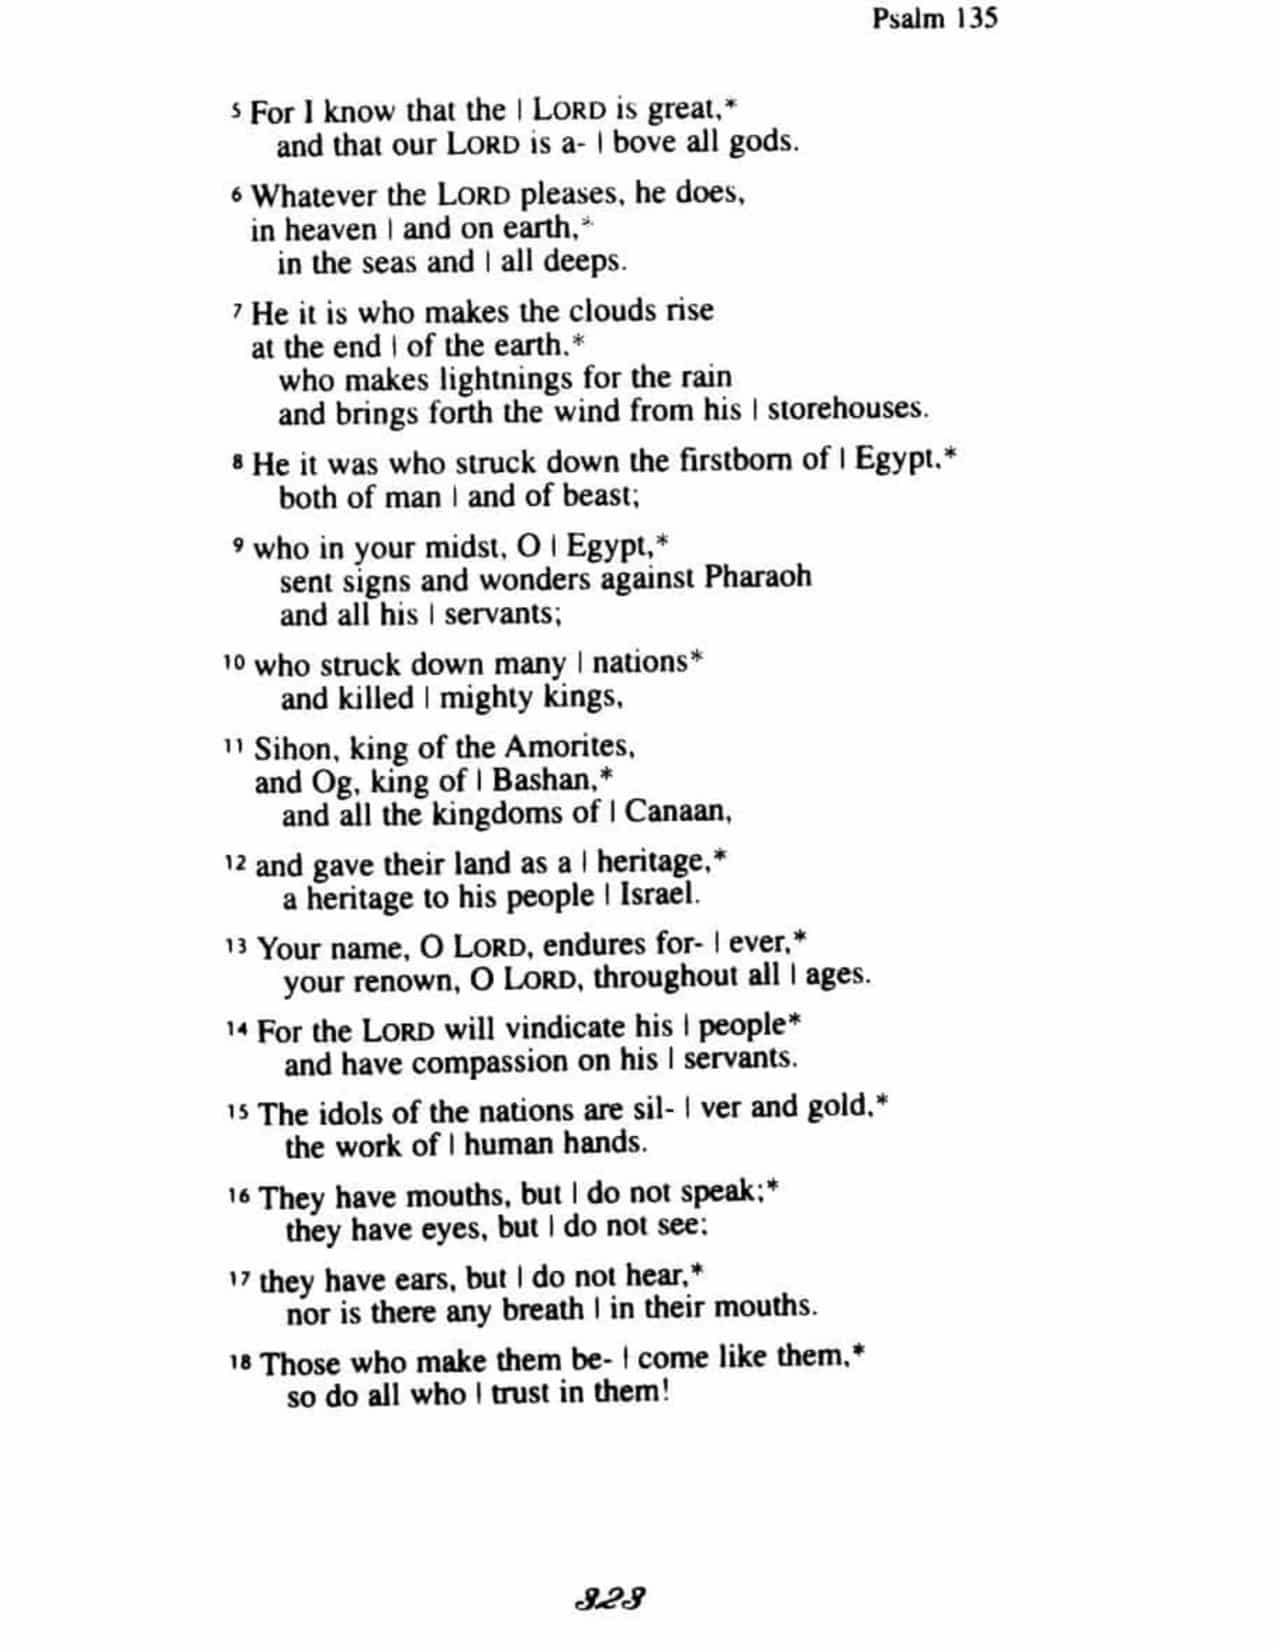 Psalm 135
5 For I know that the | LORD is great,*
and that our LORD is a- | bove all gods.
6 Whatever the LORD pleases, he does,
in heaven | and on earth,*
in the seas and | all deeps.
7 He it is who makes the clouds rise
at the end | of the earth,*
who makes lightnings for the rain
and brings forth the wind from his | storehouses.
8 He it was who struck down the firstborn of | Egypt,*
both of man | and of beast;
9 who in your midst, O | Egypt,*
sent signs and wonders against Pharaoh
and all his | servants;
10 who struck down many | nations*
and killed | mighty kings,
11 Sihon, king of the Amorites,
and Og, king of | Bashan,*
and all the kingdoms of | Canaan,
12 and gave their land as a | heritage,*
a heritage to his people | Israel.
13 Your name, O LORD, endures for- | ever,*
your renown, O LORD, throughout all | ages.
14 For the LORD will vindicate his | people*
and have compassion on his | servants.
15 The idols of the nations are sil- | ver and gold,*
the work of | human hands.
16 They have mouths, but | do not speak;*
they have eyes, but | do not see;
17 they have ears, but | do not hear,*
nor is there any breath | in their mouths.
18 Those who make them be- | come like them,*
so do all who | trust in them!
323